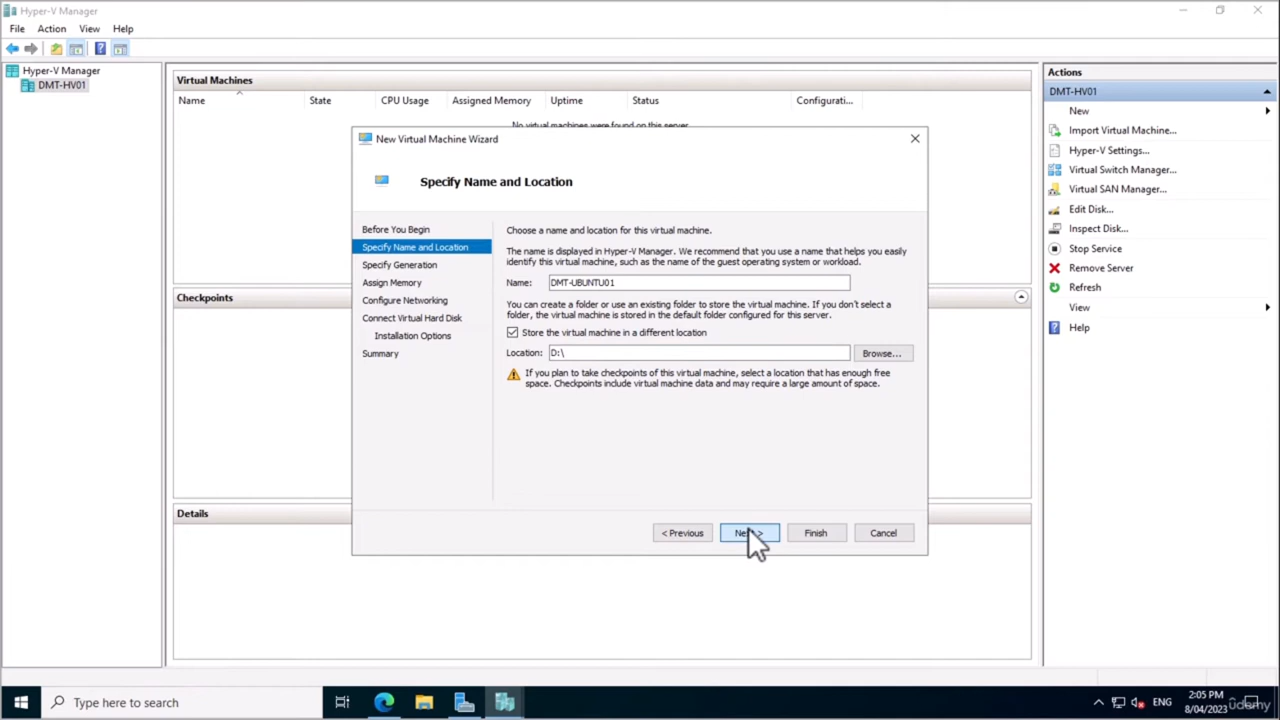 Hyper-V Manager
File Action View Help
Hyper-V Manager
DMT-HV01
Virtual Machines
Name State CPU Usage Assigned Memory Uptime Status Configurati...
No virtual machines were found on this server.
New Virtual Machine Wizard
Specify Name and Location
Before You Begin
Specify Name and Location
Specify Generation
Assign Memory
Configure Networking
Connect Virtual Hard Disk
Installation Options
Summary
Choose a name and location for this virtual machine.
The name is displayed in Hyper-V Manager. We recommend that you use a name that helps you easily
identify this virtual machine, such as the name of the guest operating system or workload.
Name: DMT-UBUNTU01
You can create a folder or use an existing folder to store the virtual machine. If you don't select a
folder, the virtual machine is stored in the default folder configured for this server.
Store the virtual machine in a different location
Location: D:\ Browse...
If you plan to take checkpoints of this virtual machine, select a location that has enough free
space. Checkpoints include virtual machine data and may require a large amount of space.
< Previous Next > Finish Cancel
Checkpoints
Details
Actions
DMT-HV01
New
Import Virtual Machine...
Hyper-V Settings...
Virtual Switch Manager...
Virtual SAN Manager...
Edit Disk...
Inspect Disk...
Stop Service
Remove Server
Refresh
View
Help
Type here to search
ENG
2:05 PM
8/04/2023
udemy